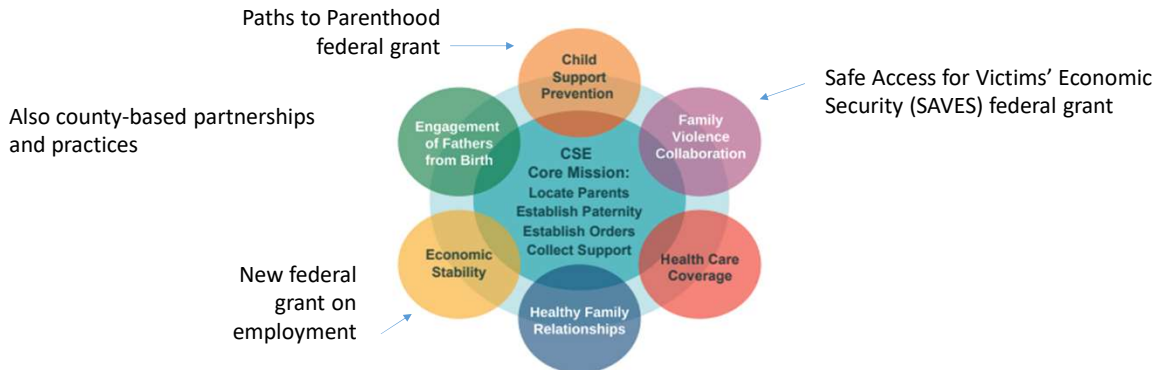 Paths to Parenthood
federal grant
Child
Support
Prevention
Safe Access for Victims’ Economic
Security (SAVES) federal grant
Also county-based partnerships
and practices
Engagement
of Fathers
from Birth
Family
Violence
Collaboration
CSE
Core Mission:
Locate Parents
Establish Paternity
Establish Orders
Collect Support
Economic
Stability
Health Care
Coverage
New federal
grant on
employment
Healthy Family
Relationships